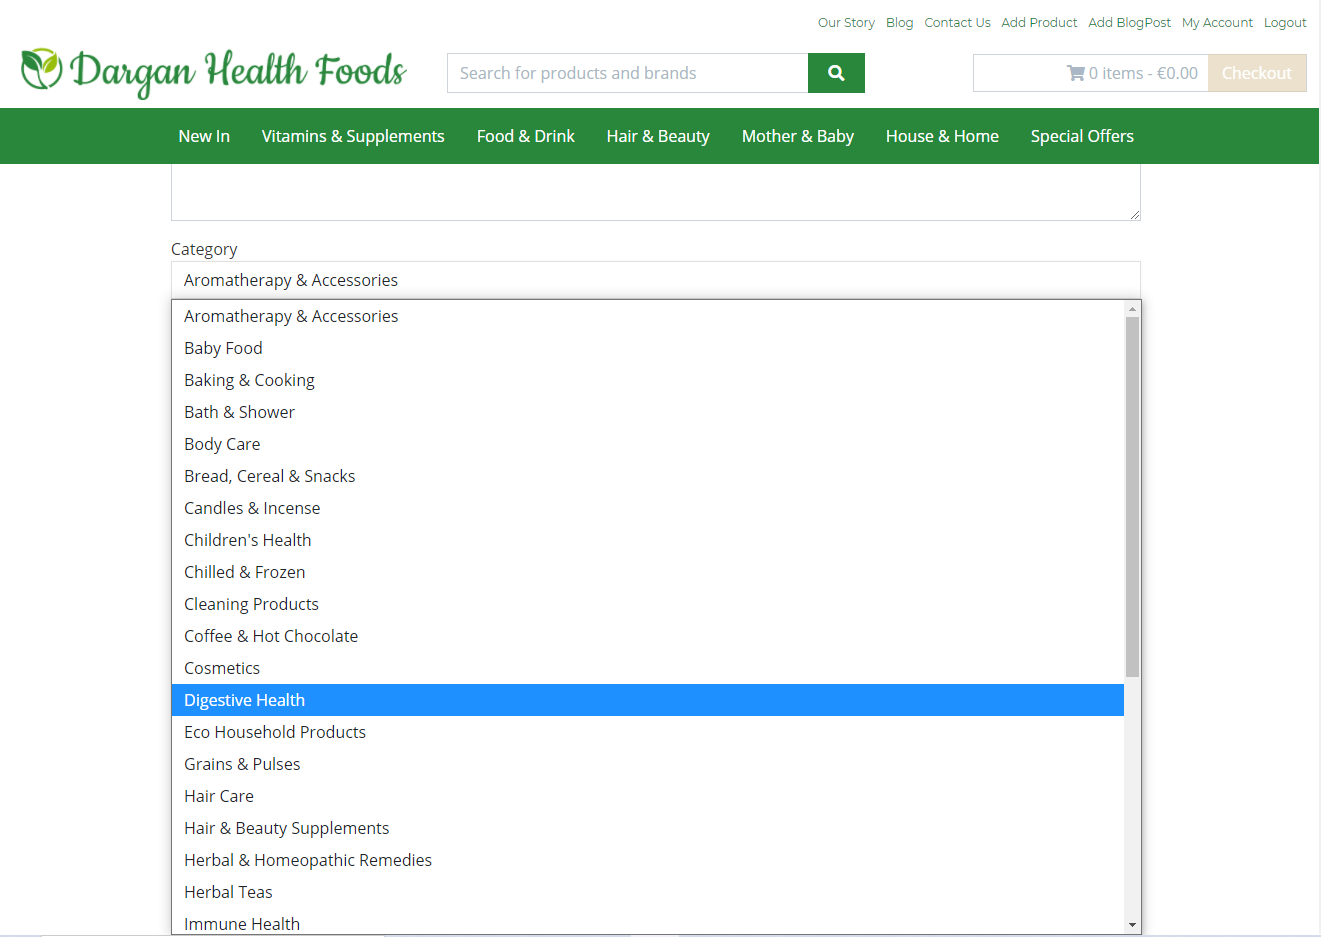 Our Story Blog Contact Us Add Product Add BlogPost My Account Logout
Dargan Health Foods
Search for products and brands
0 items - €0.00 Checkout
New In Vitamins & Supplements Food & Drink Hair & Beauty Mother & Baby House & Home Special Offers
Category
Aromatherapy & Accessories
Aromatherapy & Accessories
Baby Food
Baking & Cooking
Bath & Shower
Body Care
Bread, Cereal & Snacks
Candles & Incense
Children's Health
Chilled & Frozen
Cleaning Products
Coffee & Hot Chocolate
Cosmetics
Digestive Health
Eco Household Products
Grains & Pulses
Hair Care
Hair & Beauty Supplements
Herbal & Homeopathic Remedies
Herbal Teas
Immune Health